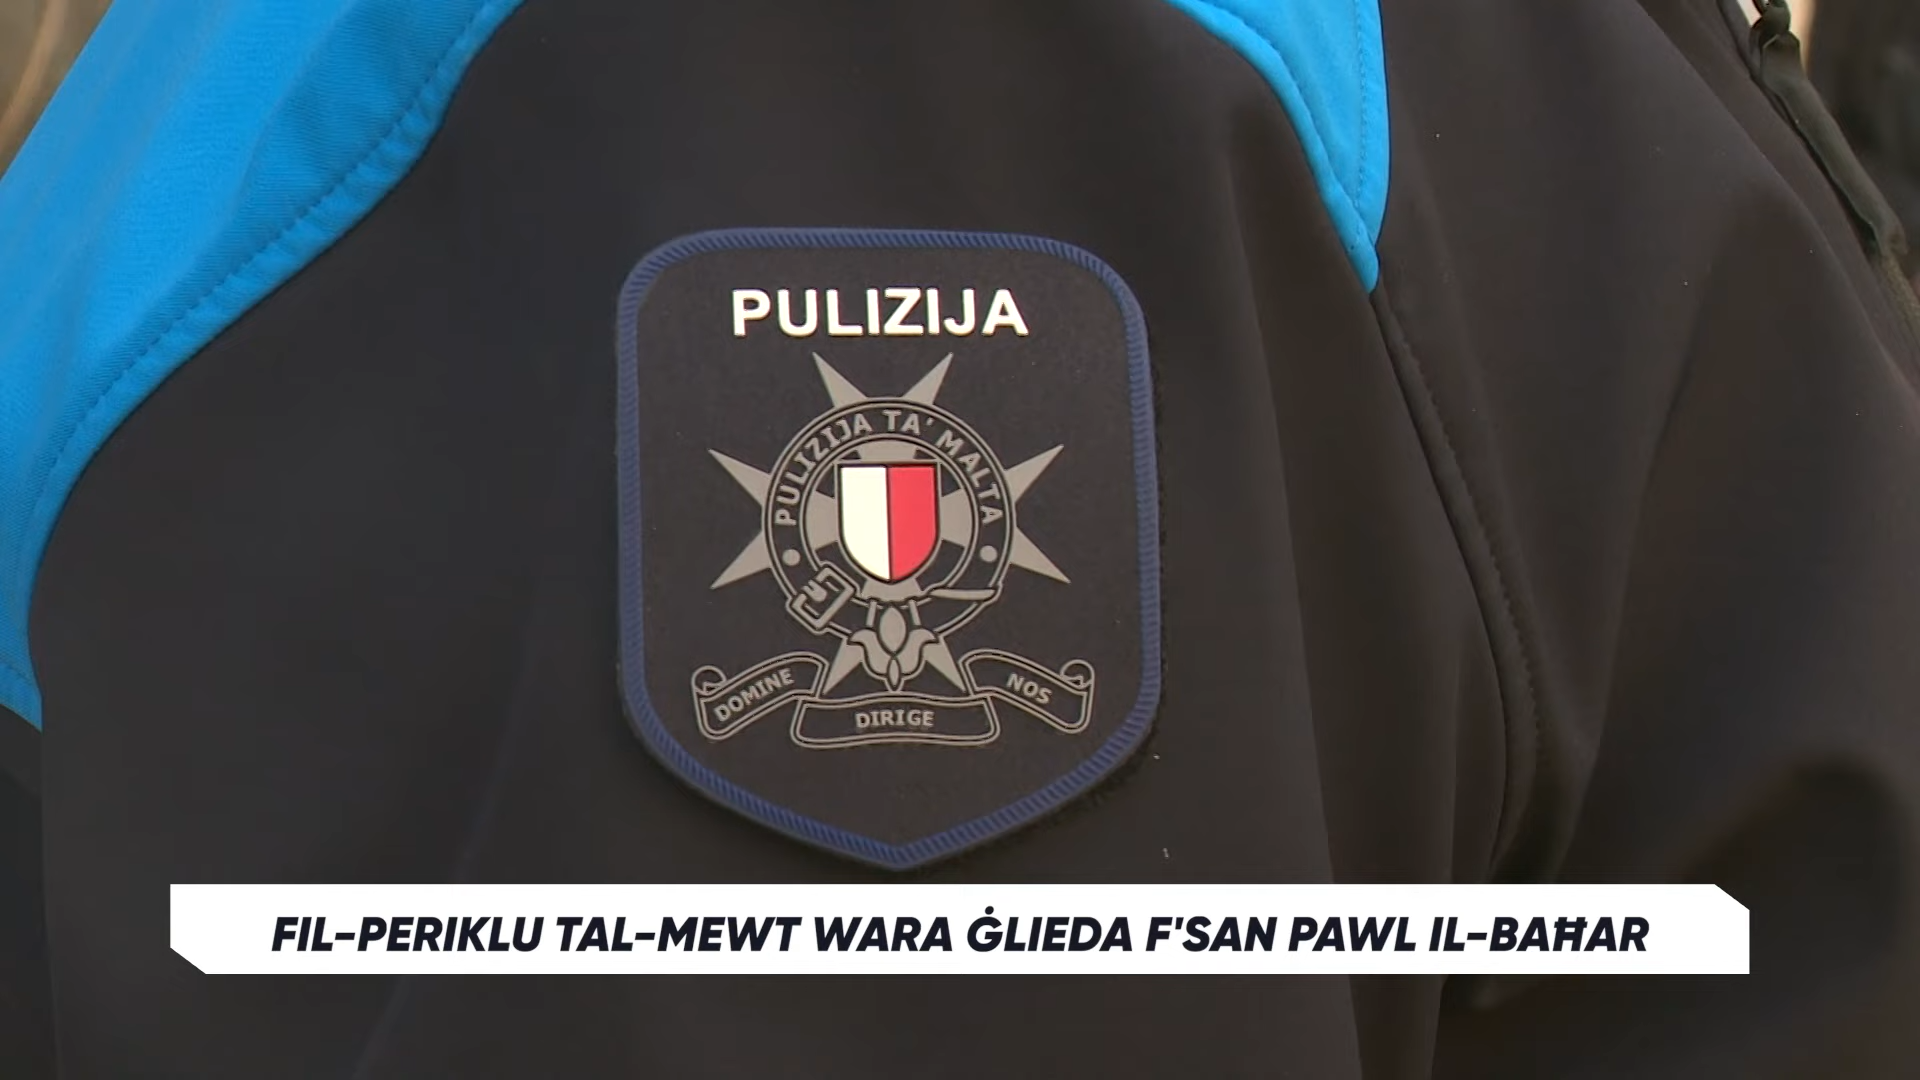 PULIZIJA
PULIZIJA TA' MALTA
DOMINE
DIRIGE
NOS
FIL-PERIKLU TAL-MEWT WARA ĠLIEDA F'SAN PAWL IL-BAĦAR